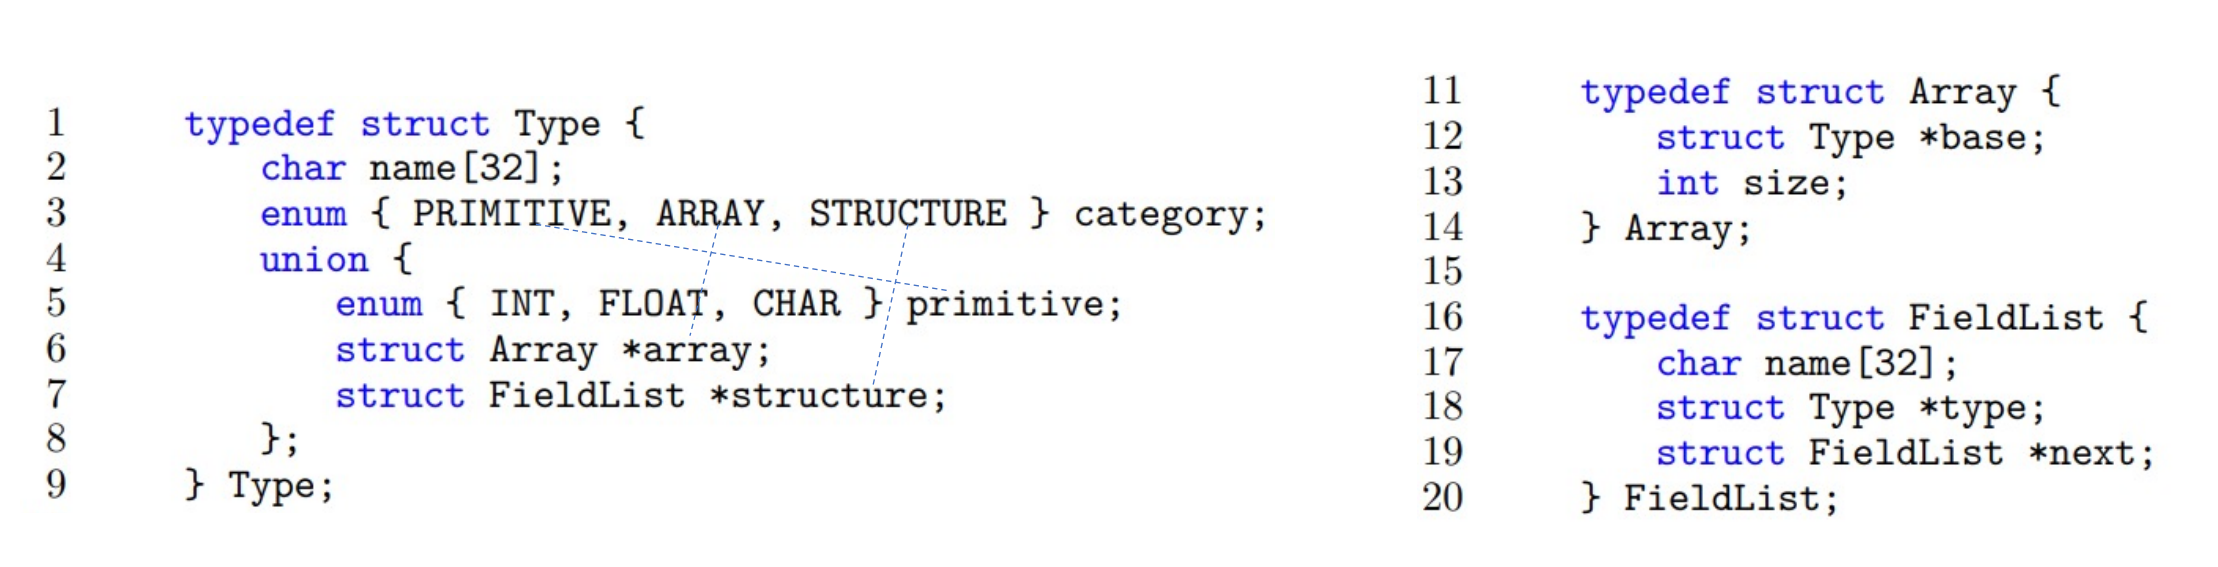 1 typedef struct Type {
2 char name[32];
3 enum { PRIMITIVE, ARRAY, STRUCTURE } category;
4 union {
5 enum { INT, FLOAT, CHAR } primitive;
6 struct Array *array;
7 struct FieldList *structure;
8 };
9 } Type;
11 typedef struct Array {
12 struct Type *base;
13 int size;
14 } Array;
15
16 typedef struct FieldList {
17 char name[32];
18 struct Type *type;
19 struct FieldList *next;
20 } FieldList;